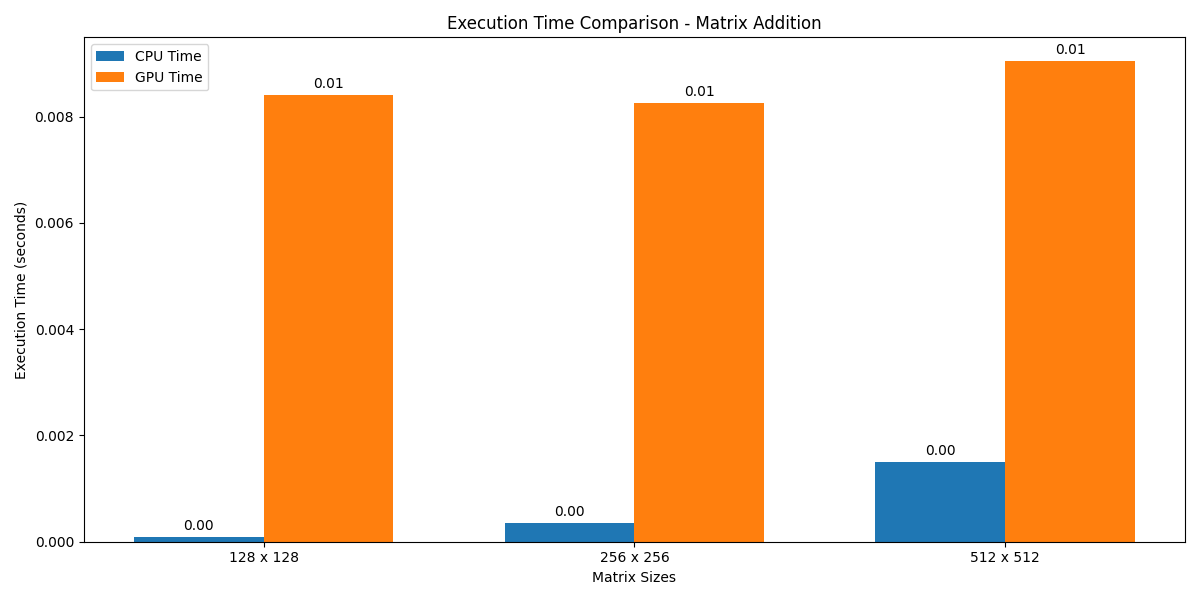 Execution Time Comparison - Matrix Addition
CPU Time
GPU Time
0.01
0.01
0.01
0.00
0.00
0.00
0.008
0.006
0.004
0.002
0.000
Execution Time (seconds)
128 x 128
256 x 256
512 x 512
Matrix Sizes